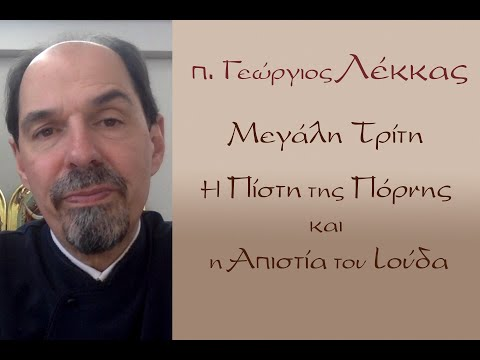 π. Γεώργιος Λέκκας
Μεγάλη Τρίτη
Η Πίστη της Πόρνης
και
η Απιστία του Ιούδα